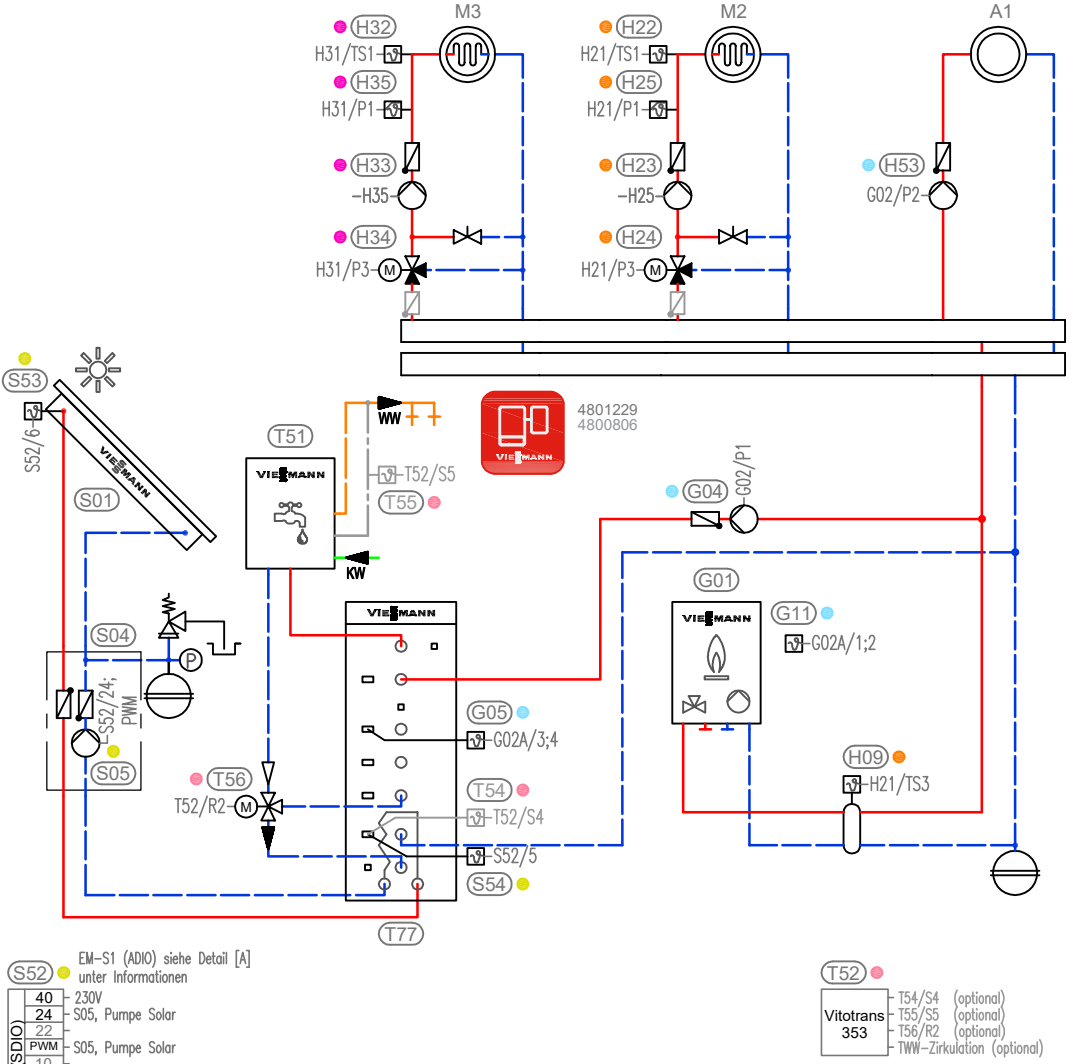 M3
M2
A1
H32
H22
H31/TS1
H21/TS1
H35
H25
H31/P1
H21/P1
H33
H23
H53
-H35
-H25
G02/P2
H34
H24
H31/P3
M
H21/P3
M
S53
S52/6
VIESSMANN
S01
T51
VIESSMANN
WW
T52/S5
T55
KW
VIESSMANN
4801229
4800806
G04
G02/P1
G01
VIESSMANN
G11
G02A/1;2
S04
P
S52/24;
PWM
S05
VIESSMANN
G05
G02A/3;4
T56
T52/R2
M
T54
T52/S4
S52/5
S54
T77
H09
H21/TS3
EM-S1 (ADIO) siehe Detail [A]
unter Informationen
S52
40
230V
24
S05, Pumpe Solar
22
PWM
S05, Pumpe Solar
10
SDIO)
T52
Vitotrans
353
T54/S4 (optional)
T55/S5 (optional)
T56/R2 (optional)
TWW-Zirkulation (optional)